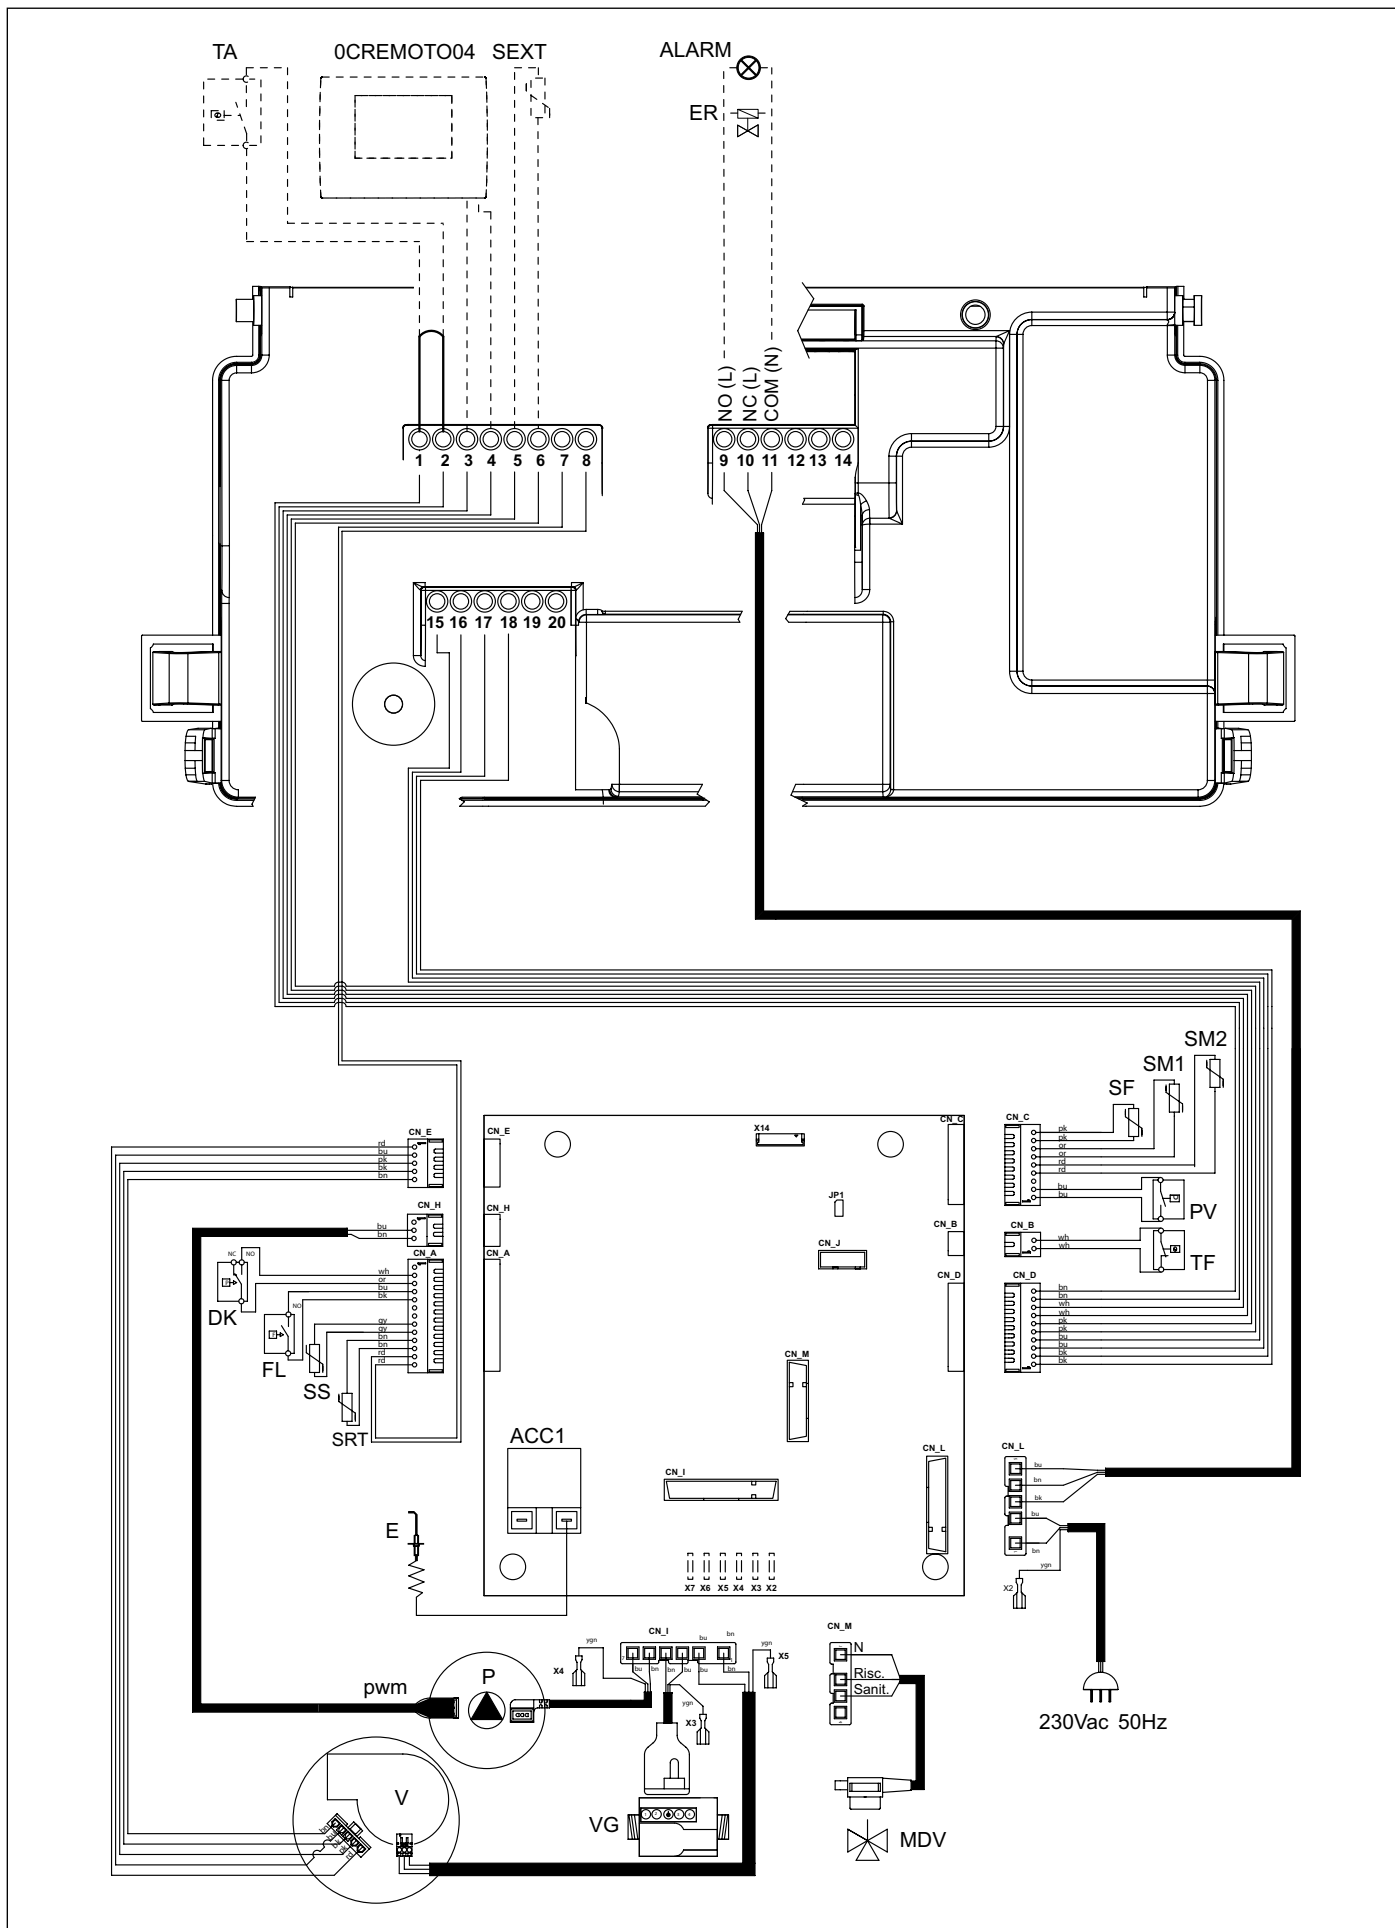 TA 0CREMOTO04 SEXT ALARM
ER
NO (L)
NC (L)
COM (N)
1 2 3 4 5 6 7 8
9 10 11 12 13 14
15 16 17 18 19 20
SM2
SM1
SF
CN_E
rd
bu
pk
bk
bn
CN_E
X14
CN_C
CN_C
pk
pk
or
or
rd
rd
bu
bu
PV
CN_H
bu
bn
CN_H
JP1
CN_B
CN_B
wh
wh
TF
CN_A
NC NO
wh
or
bu
bk
gy
gy
bn
bn
rd
rd
DK
NO
FL
SS
SRT
CN_A
CN_J
CN_D
CN_D
bn
bn
wh
wh
pk
pk
bu
bu
bk
bk
CN_M
ACC1
CN_L
CN_L
bu
bn
bk
bu
bn
ygn
X2
CN_I
E
X7 X6 X5 X4 X3 X2
CN_I
bu bn
ygn
X4
bu bn bn bu bu bn
ygn
X5
ygn
X3
CN_M
N
Risc.
Sanit.
pwm
P
230Vac 50Hz
V
VG
MDV